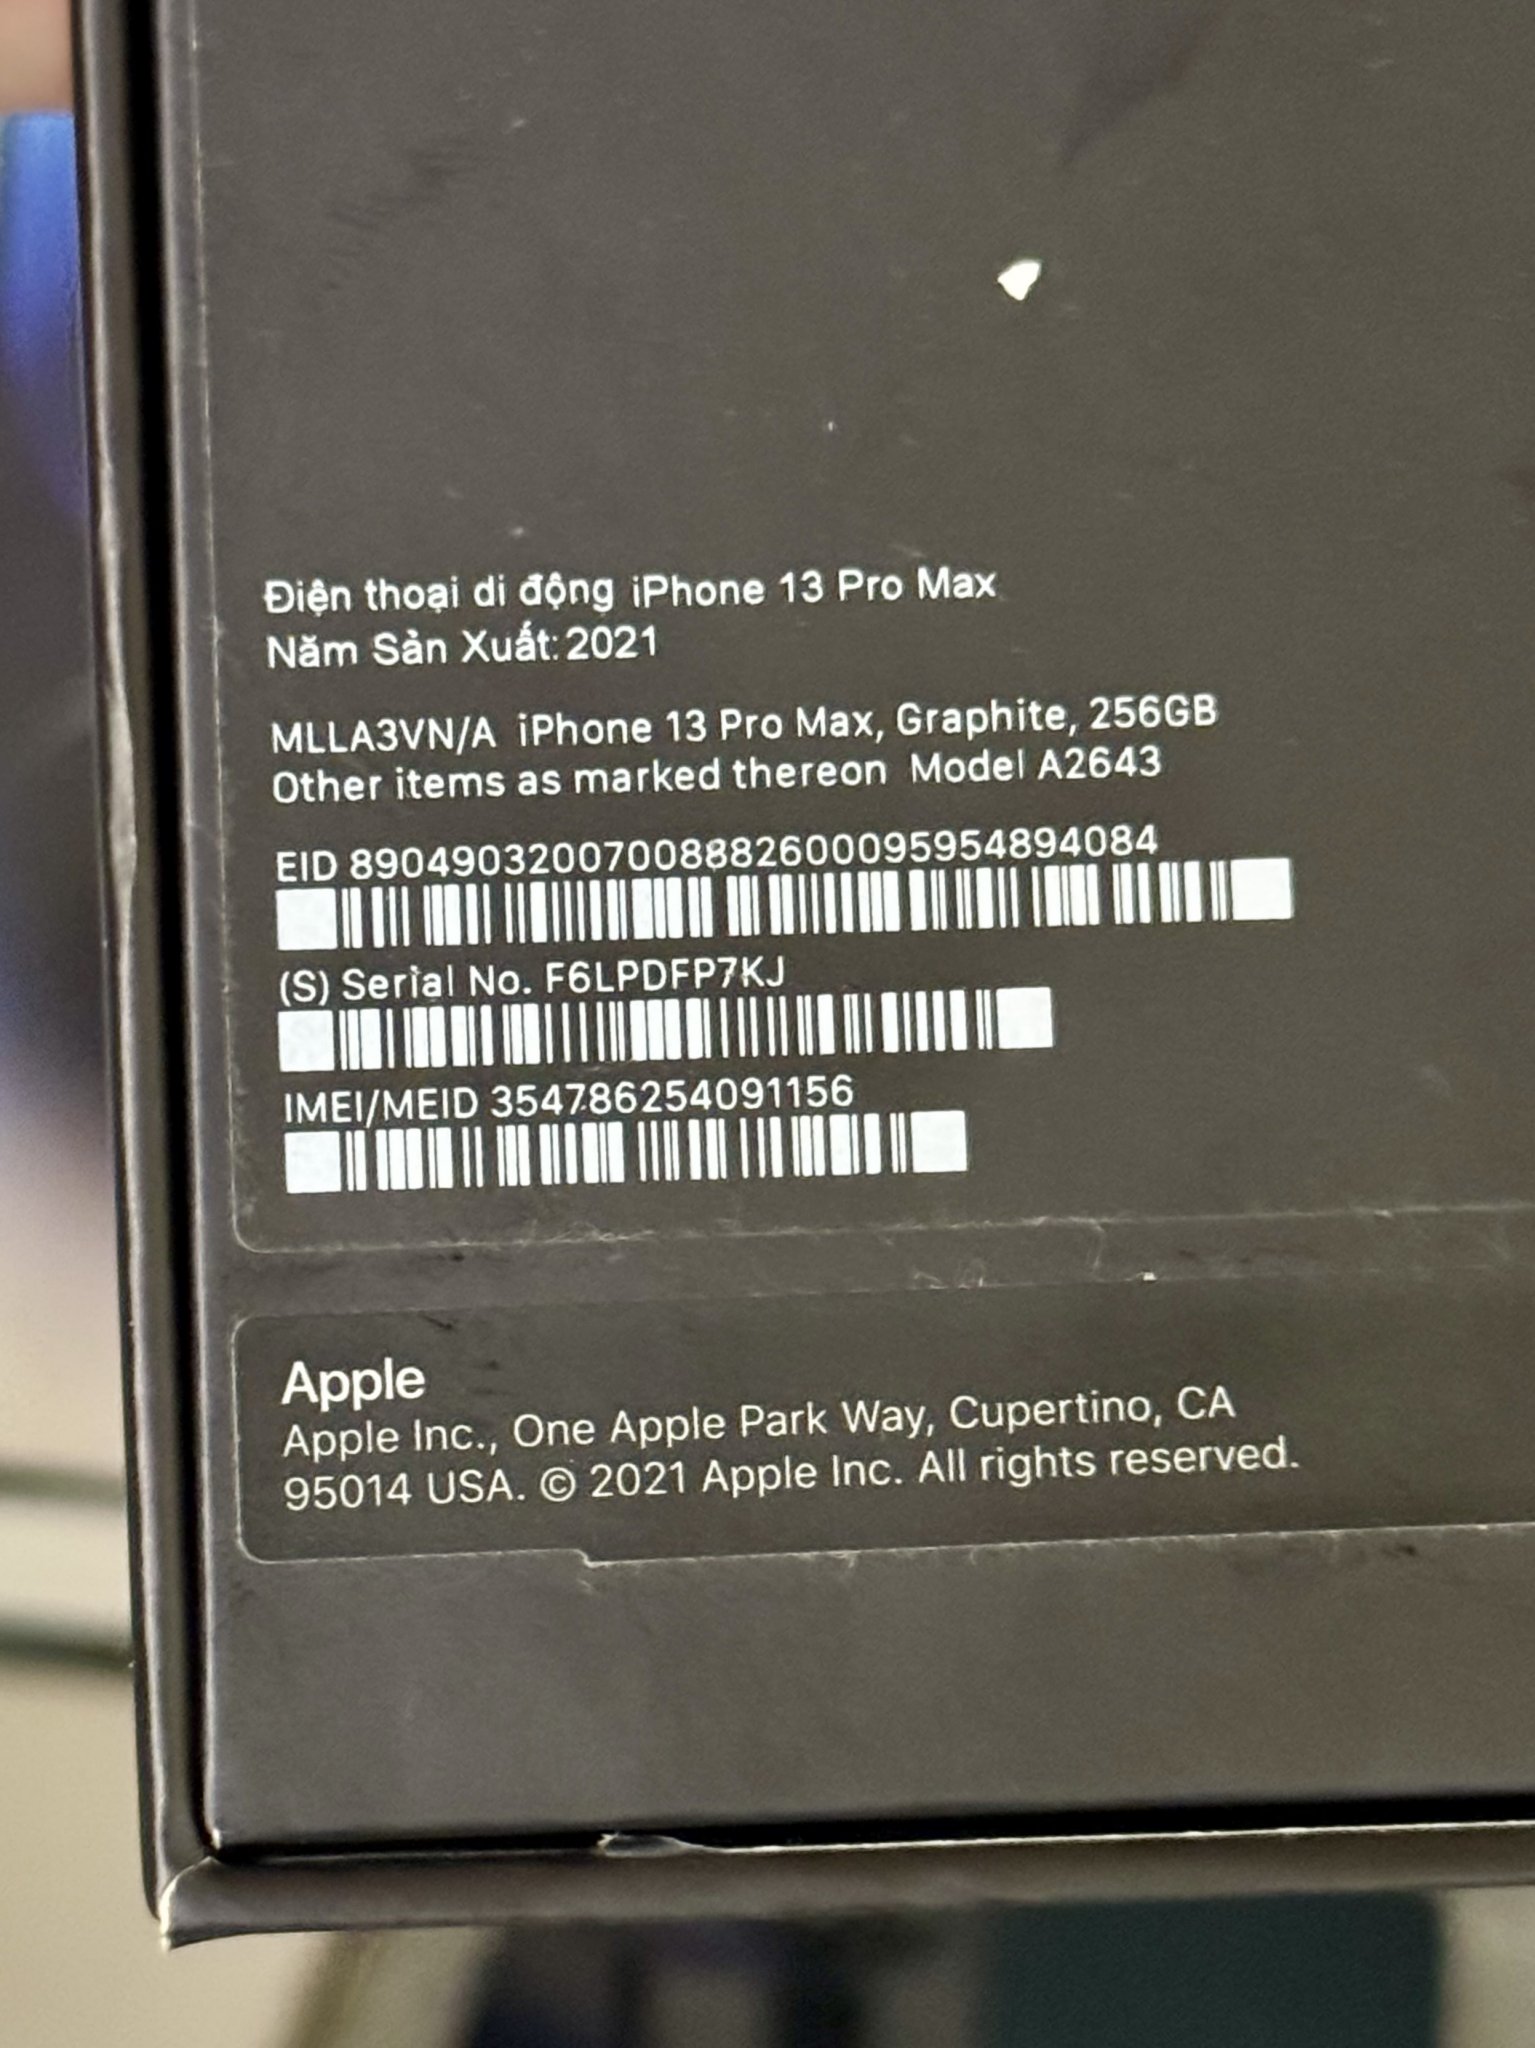 Điện thoại di động iPhone 13 Pro Max
Năm Sản Xuất: 2021
MLLA3VN/A iPhone 13 Pro Max, Graphite, 256GB
Other items as marked thereon Model A2643
EID 89049032007008882600095954894084
(S) Serial No. F6LPDFP7KJ
IMEI/MEID 354786254091156
Apple
Apple Inc., One Apple Park Way, Cupertino, CA
95014 USA. © 2021 Apple Inc. All rights reserved.